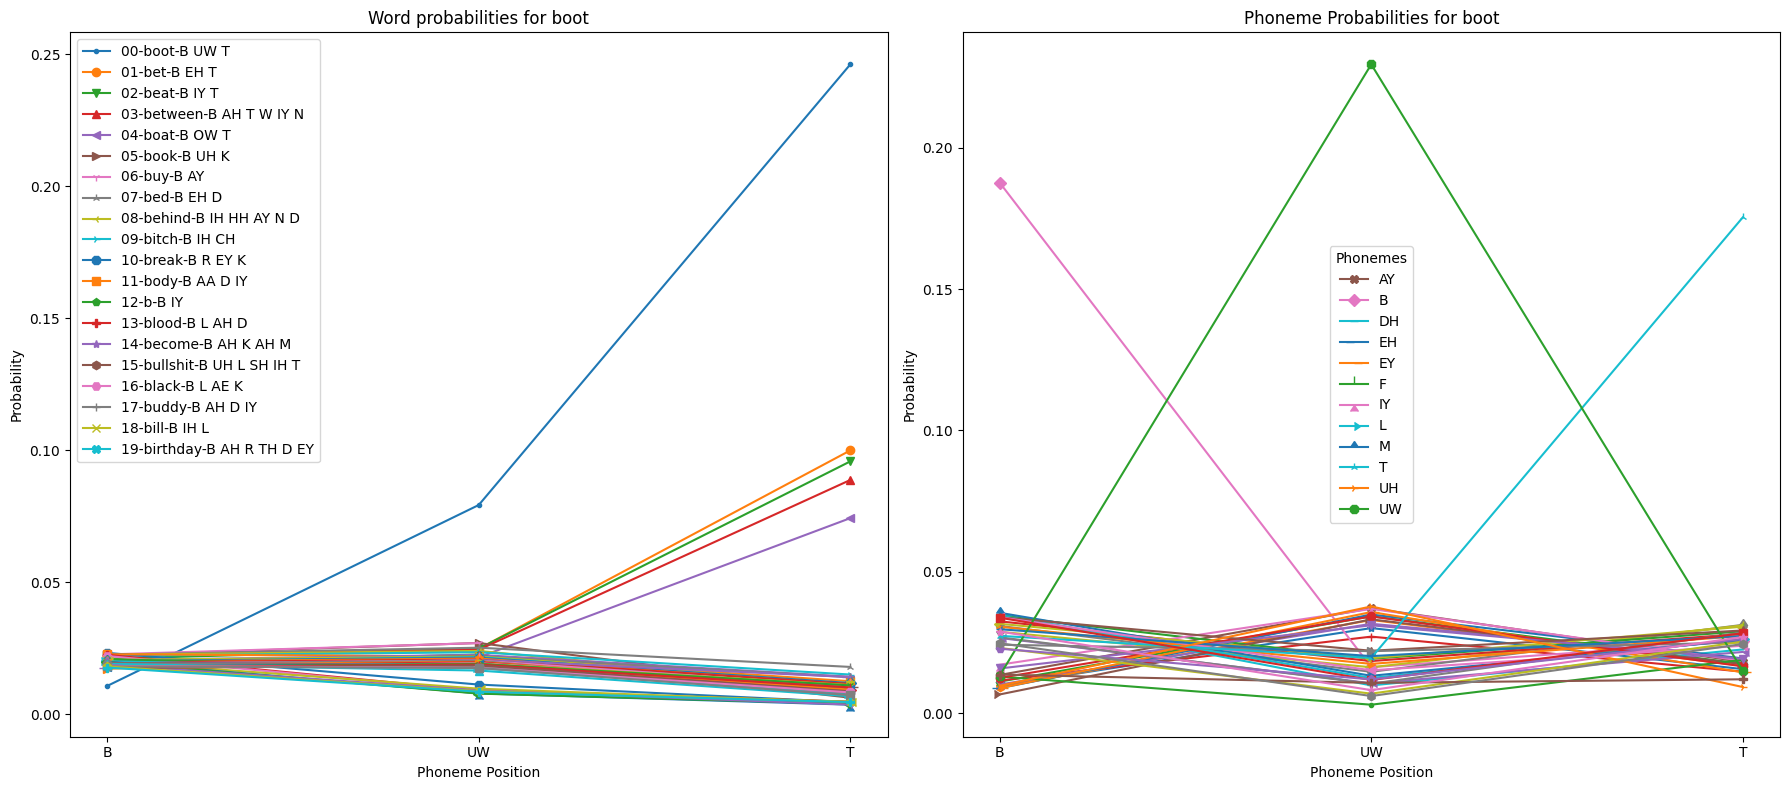 Word probabilities for boot
0.25
0.20
0.15
0.10
0.05
0.00
Probability
00-boot-B UW T
01-bet-B EH T
02-beat-B IY T
03-between-B AH T W IY N
04-boat-B OW T
05-book-B UH K
06-buy-B AY
07-bed-B EH D
08-behind-B IH HH AY N D
09-bitch-B IH CH
10-break-B R EY K
11-body-B AA D IY
12-b-B IY
13-blood-B L AH D
14-become-B AH K AH M
15-bullshit-B UH L SH IH T
16-black-B L AE K
17-buddy-B AH D IY
18-bill-B IH L
19-birthday-B AH R TH D EY
B UW T
Phoneme Position
Phoneme Probabilities for boot
0.20
0.15
0.10
0.05
0.00
Probability
Phonemes
AY
B
DH
EH
EY
F
IY
L
M
T
UH
UW
B UW T
Phoneme Position